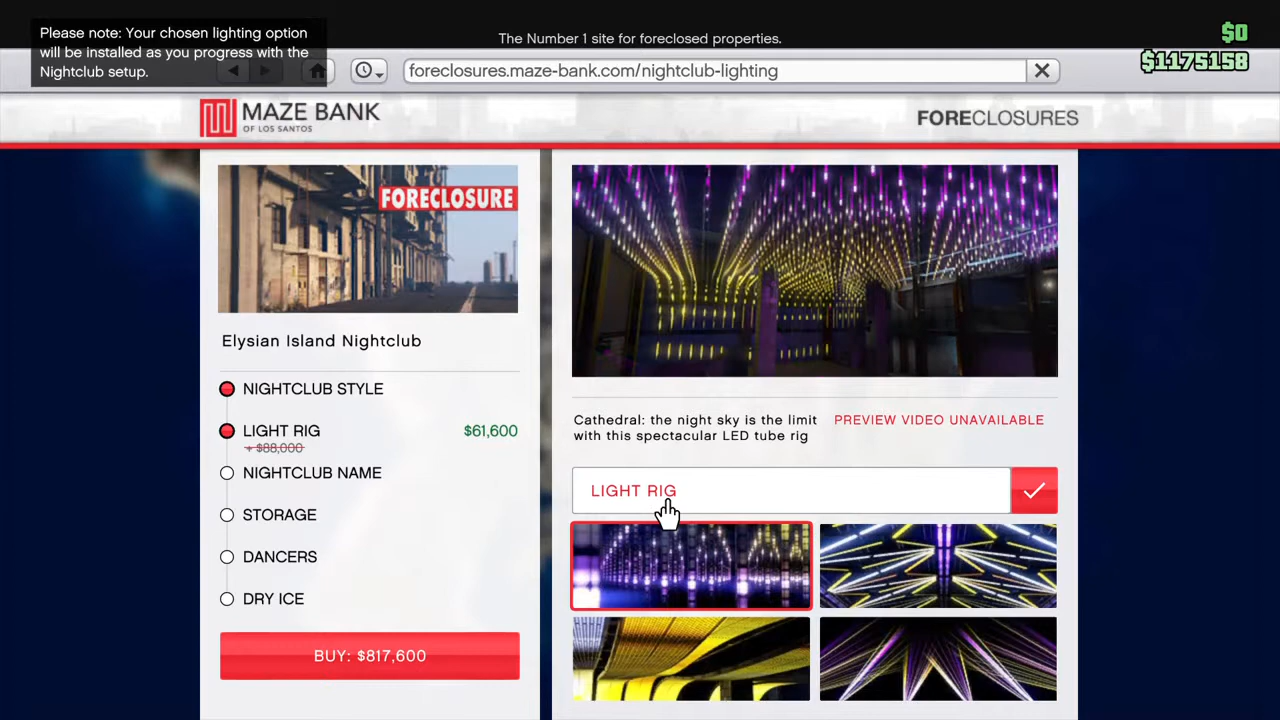 Please note: Your chosen lighting option
will be installed as you progress with the
Nightclub setup.
The Number 1 site for foreclosed properties.
$0
$1175158
foreclosures.maze-bank.com/nightclub-lighting
MAZE BANK
OF LOS SANTOS
FORECLOSURES
FORECLOSURE
Elysian Island Nightclub
NIGHTCLUB STYLE
LIGHT RIG $61,600
+ $88,000
NIGHTCLUB NAME
STORAGE
DANCERS
DRY ICE
BUY: $817,600
Cathedral: the night sky is the limit
with this spectacular LED tube rig
PREVIEW VIDEO UNAVAILABLE
LIGHT RIG